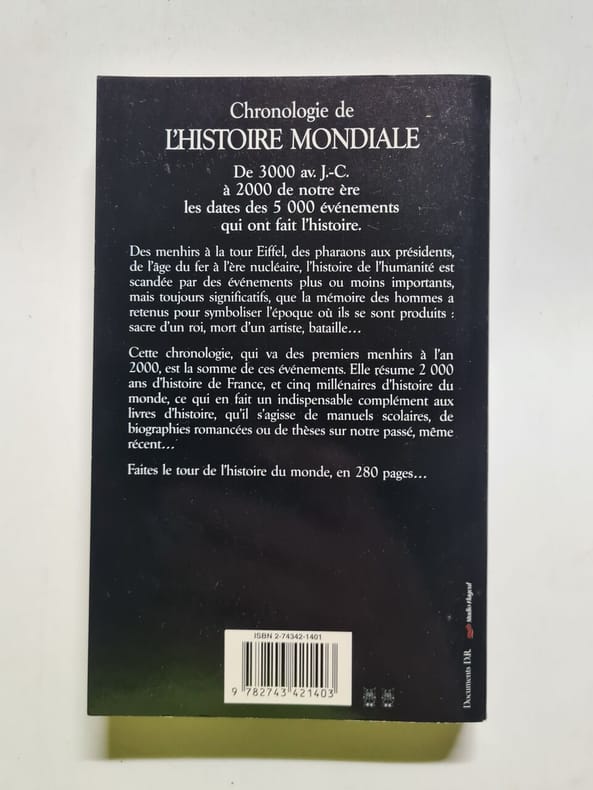 Chronologie de
L'HISTOIRE MONDIALE
De 3000 av. J.-C.
à 2000 de notre ère
les dates des 5 000 événements
qui ont fait l'histoire.
Des menhirs à la tour Eiffel, des pharaons aux présidents,
de l'âge du fer à l'ère nucléaire, l'histoire de l'humanité est
scandée par des événements plus ou moins importants,
mais toujours significatifs, que la mémoire des hommes a
retenus pour symboliser l'époque où ils se sont produits :
sacre d'un roi, mort d'un artiste, bataille...
Cette chronologie, qui va des premiers menhirs à l'an
2000, est la somme de ces événements. Elle résume 2 000
ans d'histoire de France, et cinq millénaires d'histoire du
monde, ce qui en fait un indispensable complément aux
livres d'histoire, qu'il s'agisse de manuels scolaires, de
biographies romancées ou de thèses sur notre passé, même
récent...
Faites le tour de l'histoire du monde, en 280 pages...
ISBN 2-74342-1401
9 782743 421403
Documents D.R.